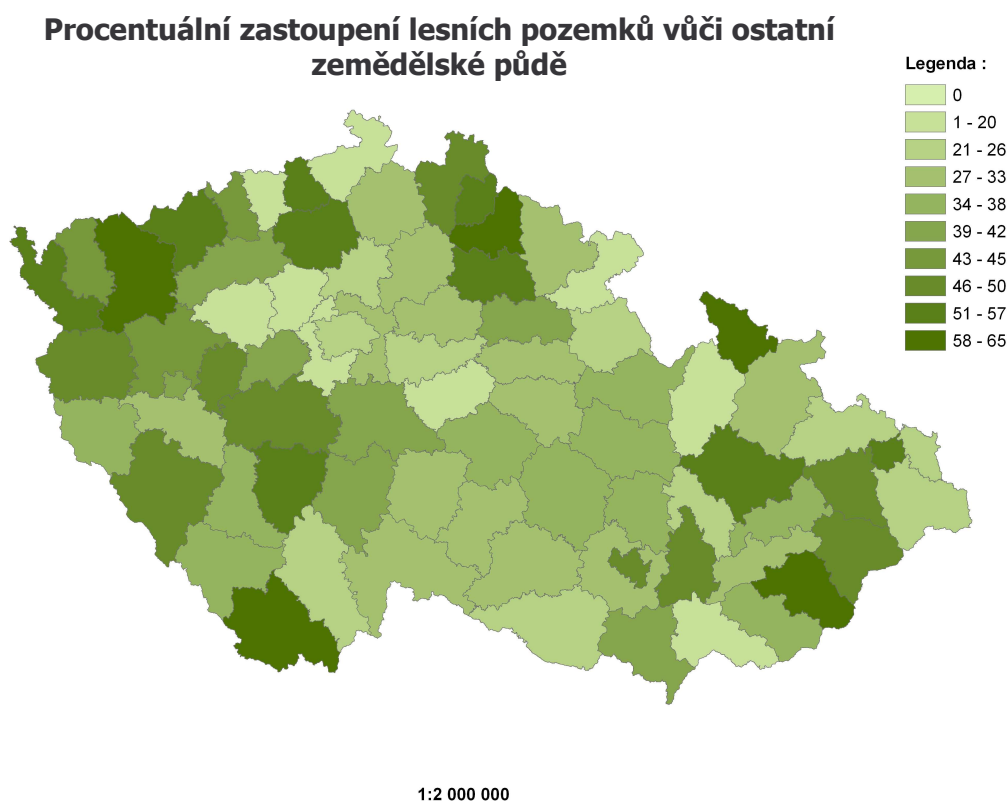 Procentuální zastoupení lesních pozemků vůči ostatní
zemědělské půdě
Legenda :
0
1 - 20
21 - 26
27 - 33
34 - 38
39 - 42
43 - 45
46 - 50
51 - 57
58 - 65
1:2 000 000